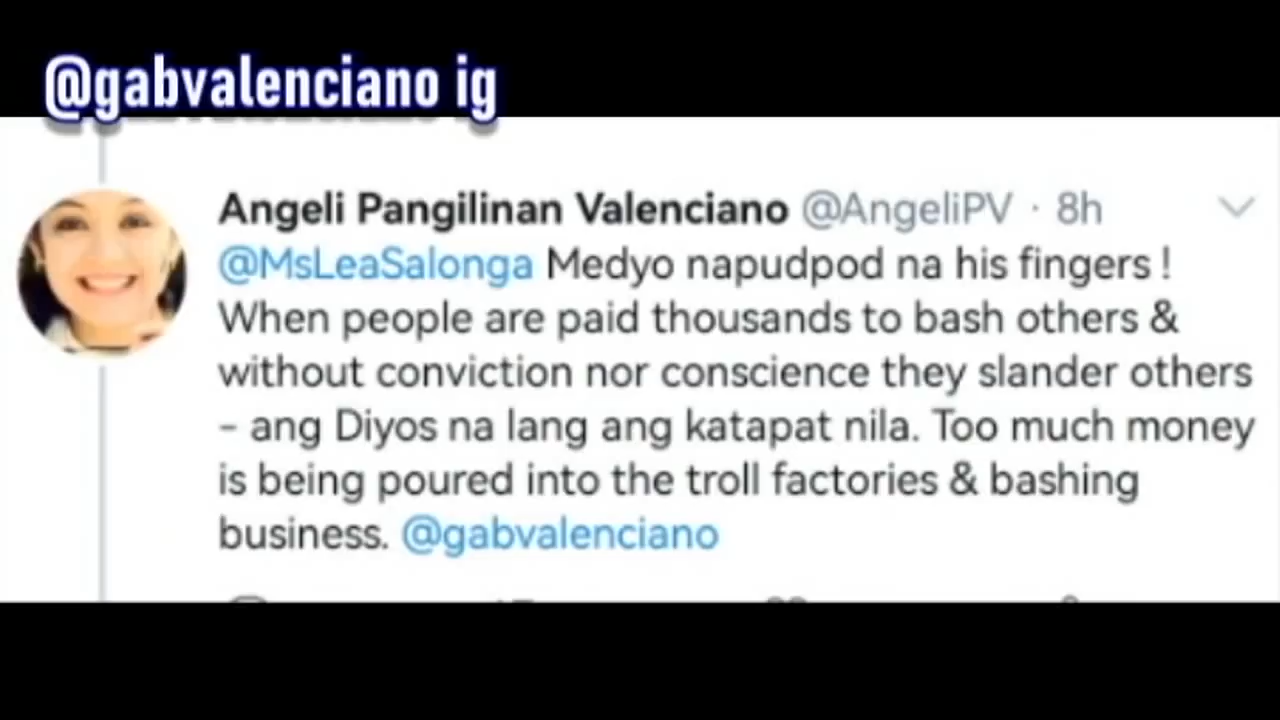 @gabvalenciano ig
Angeli Pangilinan Valenciano @AngeliPV · 8h
@MsLeaSalonga Medyo napudpod na his fingers !
When people are paid thousands to bash others &
without conviction nor conscience they slander others
– ang Diyos na lang ang katapat nila. Too much money
is being poured into the troll factories & bashing
business. @gabvalenciano